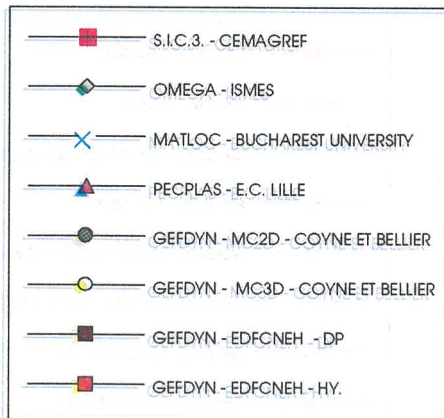 S.I.C.3. - CEMAGREF
OMEGA - ISMES
MATLOC - BUCHAREST UNIVERSITY
PECPLAS - E.C. LILLE
GEFDYN - MC2D - COYNE ET BELLIER
GEFDYN - MC3D - COYNE ET BELLIER
GEFDYN - EDFCNEH - DP
GEFDYN - EDFCNEH - HY.